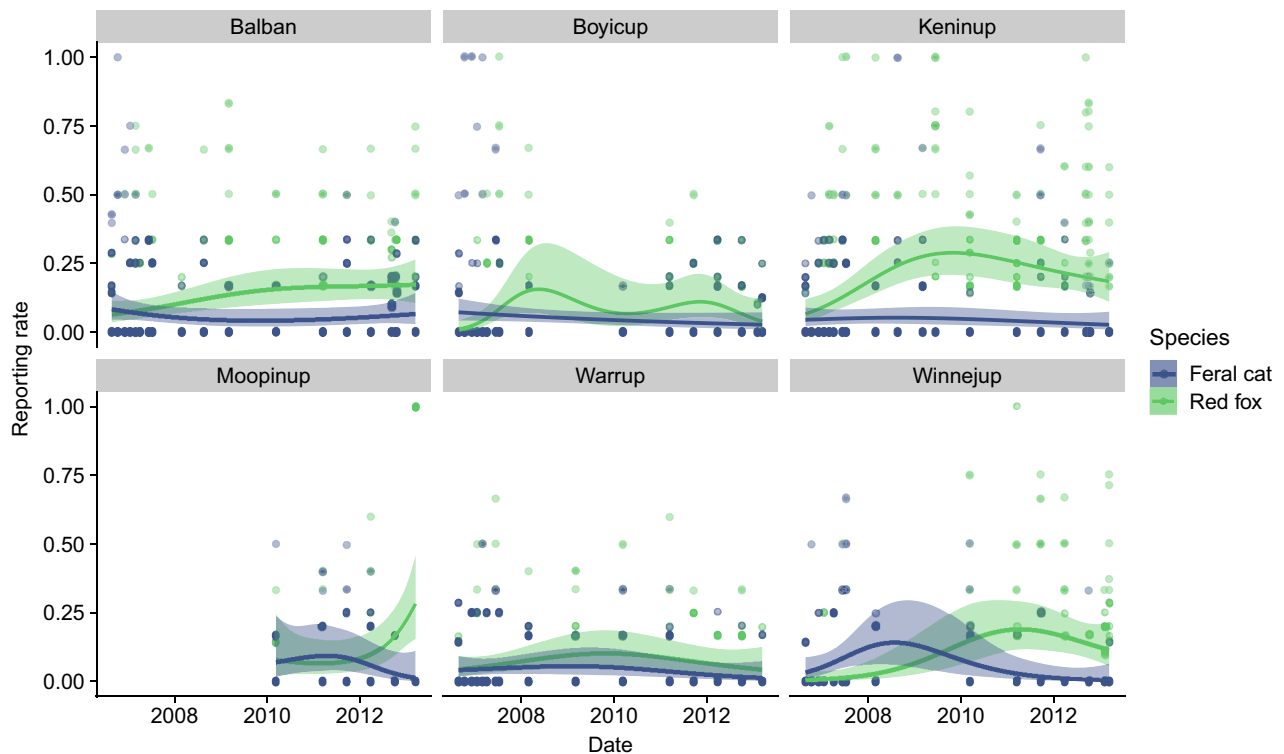 Balban Boyicup Keninup
1.00
0.75
0.50
0.25
0.00
Reporting rate
Moopinup Warrup Winnejup
1.00
0.75
0.50
0.25
0.00
2008 2010 2012 2008 2010 2012 2008 2010 2012
Date
Species
Feral cat
Red fox